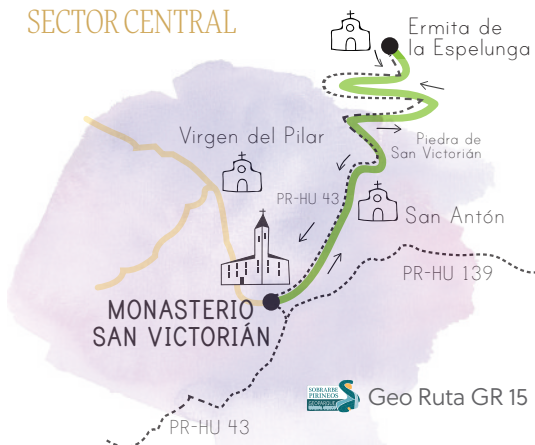 SECTOR CENTRAL
Ermita de
la Espelunga
Virgen del Pilar
Piedra de
San Victorián
PR-HU 43
San Antón
PR-HU 139
MONASTERIO
SAN VICTORIÁN
SOBRARBE
PIRINEOS
GEOPARQUE
Geo Ruta GR 15
PR-HU 43